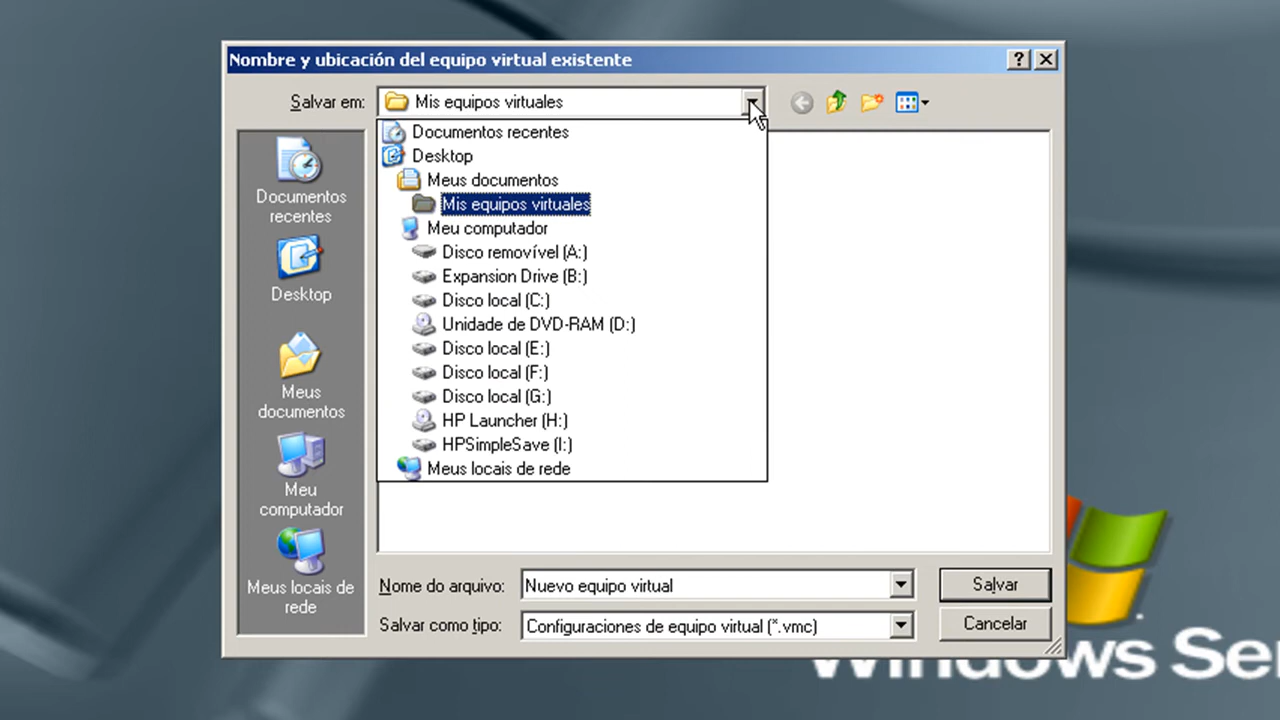 Nombre y ubicación del equipo virtual existente
Salvar em:
Mis equipos virtuales
Documentos recentes
Desktop
Meus documentos
Mis equipos virtuales
Meu computador
Disco removível (A:)
Expansion Drive (B:)
Disco local (C:)
Unidade de DVD-RAM (D:)
Disco local (E:)
Disco local (F:)
Disco local (G:)
HP Launcher (H:)
HPSimpleSave (I:)
Meus locais de rede
Documentos
recentes
Desktop
Meus
documentos
Meu
computador
Meus locais de
rede
Nome do arquivo:
Nuevo equipo virtual
Salvar
Salvar como tipo:
Configuraciones de equipo virtual (*.vmc)
Cancelar
Windows Ser